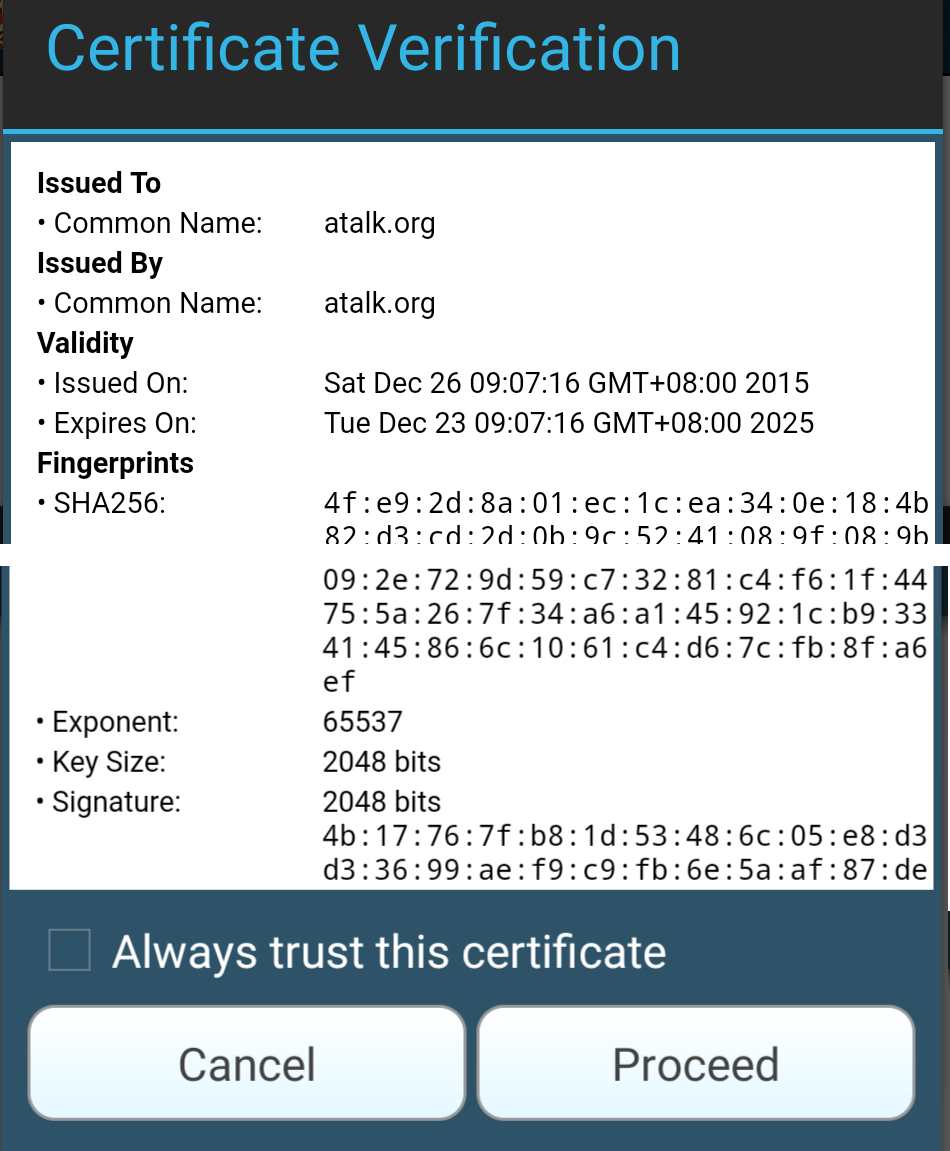 Certificate Verification
Issued To
• Common Name: atalk.org
Issued By
• Common Name: atalk.org
Validity
• Issued On: Sat Dec 26 09:07:16 GMT+08:00 2015
• Expires On: Tue Dec 23 09:07:16 GMT+08:00 2025
Fingerprints
• SHA256: 4f:e9:2d:8a:01:ec:1c:ea:34:0e:18:4b
82:d3:cd:2d:0b:9c:52:41:08:9f:08:9b
09:2e:72:9d:59:c7:32:81:c4:f6:1f:44
75:5a:26:7f:34:a6:a1:45:92:1c:b9:33
41:45:86:6c:10:61:c4:d6:7c:fb:8f:a6
ef
• Exponent: 65537
• Key Size: 2048 bits
• Signature: 2048 bits
4b:17:76:7f:b8:1d:53:48:6c:05:e8:d3
d3:36:99:ae:f9:c9:fb:6e:5a:af:87:de
Always trust this certificate
Cancel
Proceed